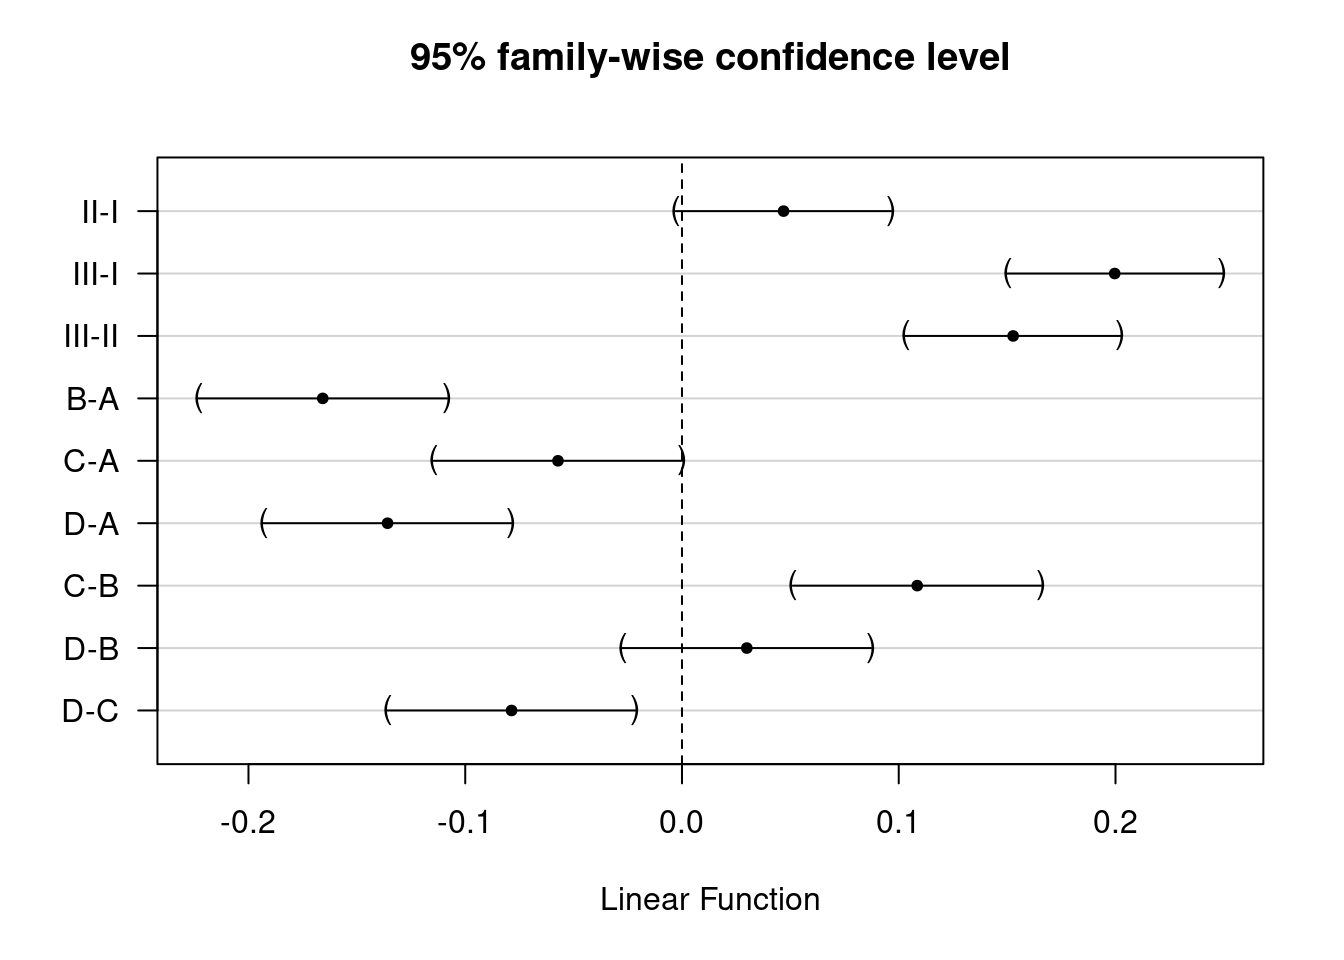 95% family-wise confidence level
II-I
III-I
III-II
B-A
C-A
D-A
C-B
D-B
D-C
-0.2 -0.1 0.0 0.1 0.2
Linear Function